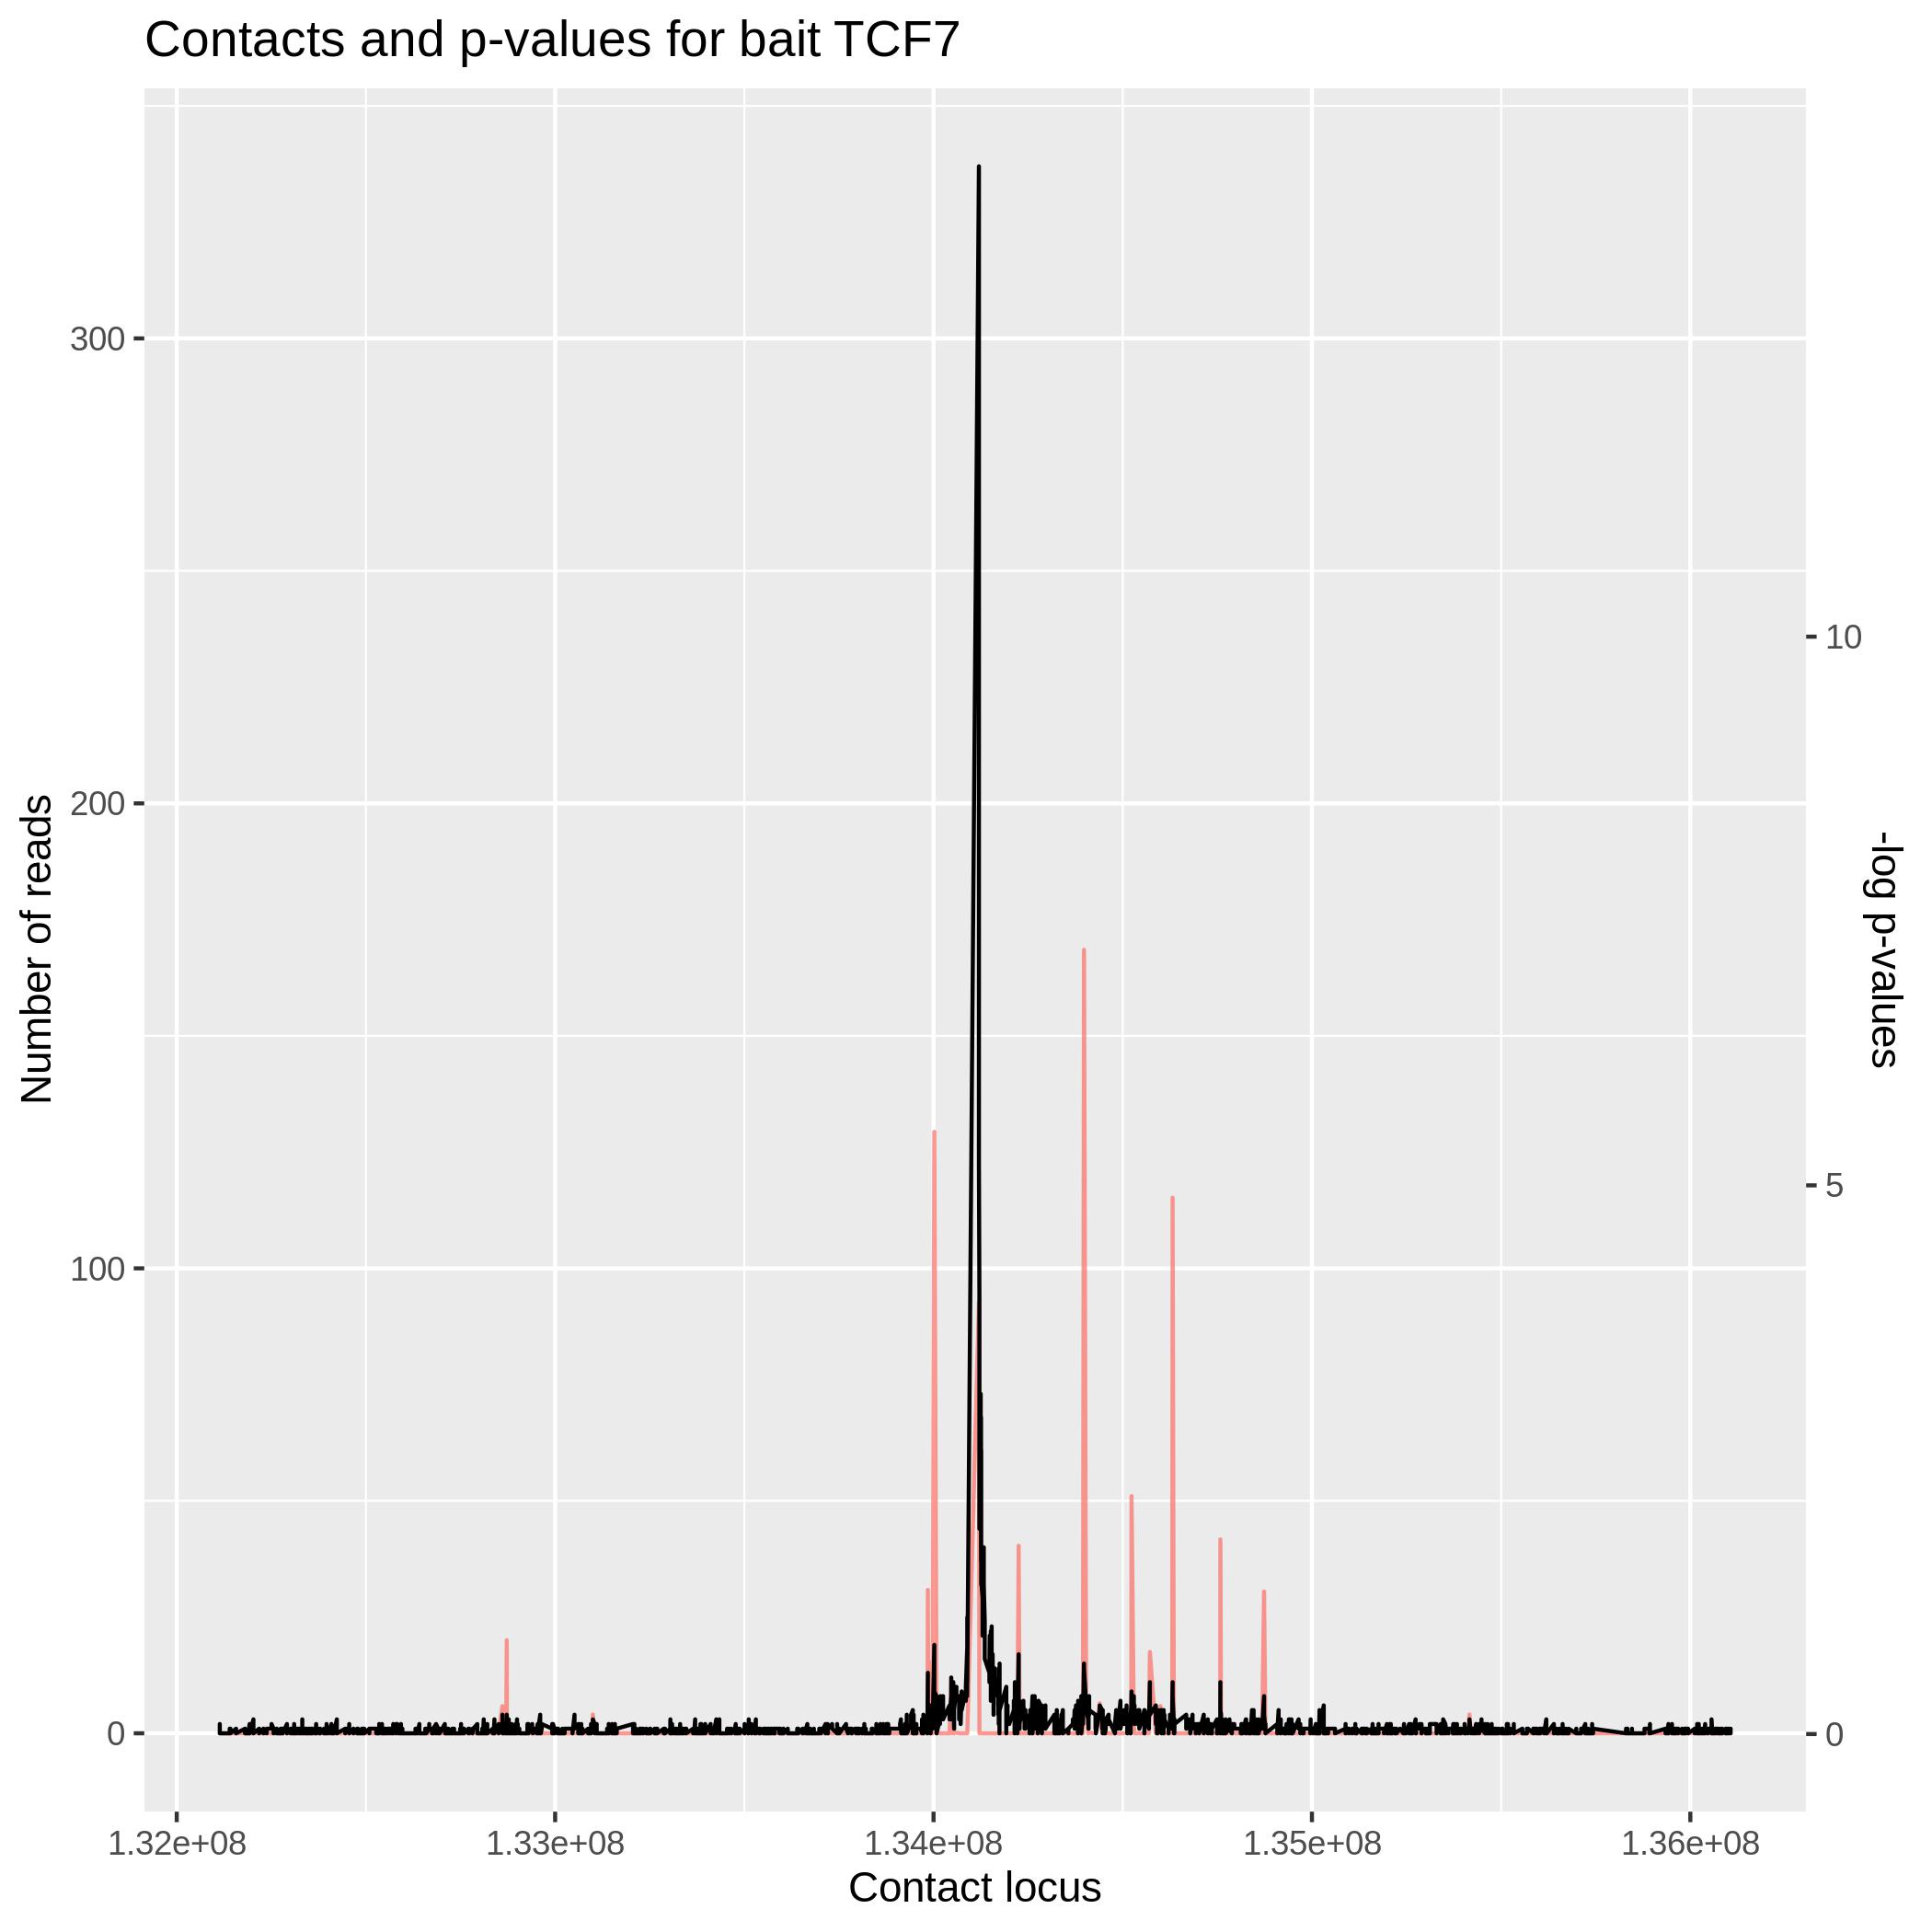 Contacts and p-values for bait TCF7
Number of reads
300
200
100
0
10
5
0
-log p-values
1.32e+08
1.33e+08
1.34e+08
1.35e+08
1.36e+08
Contact locus